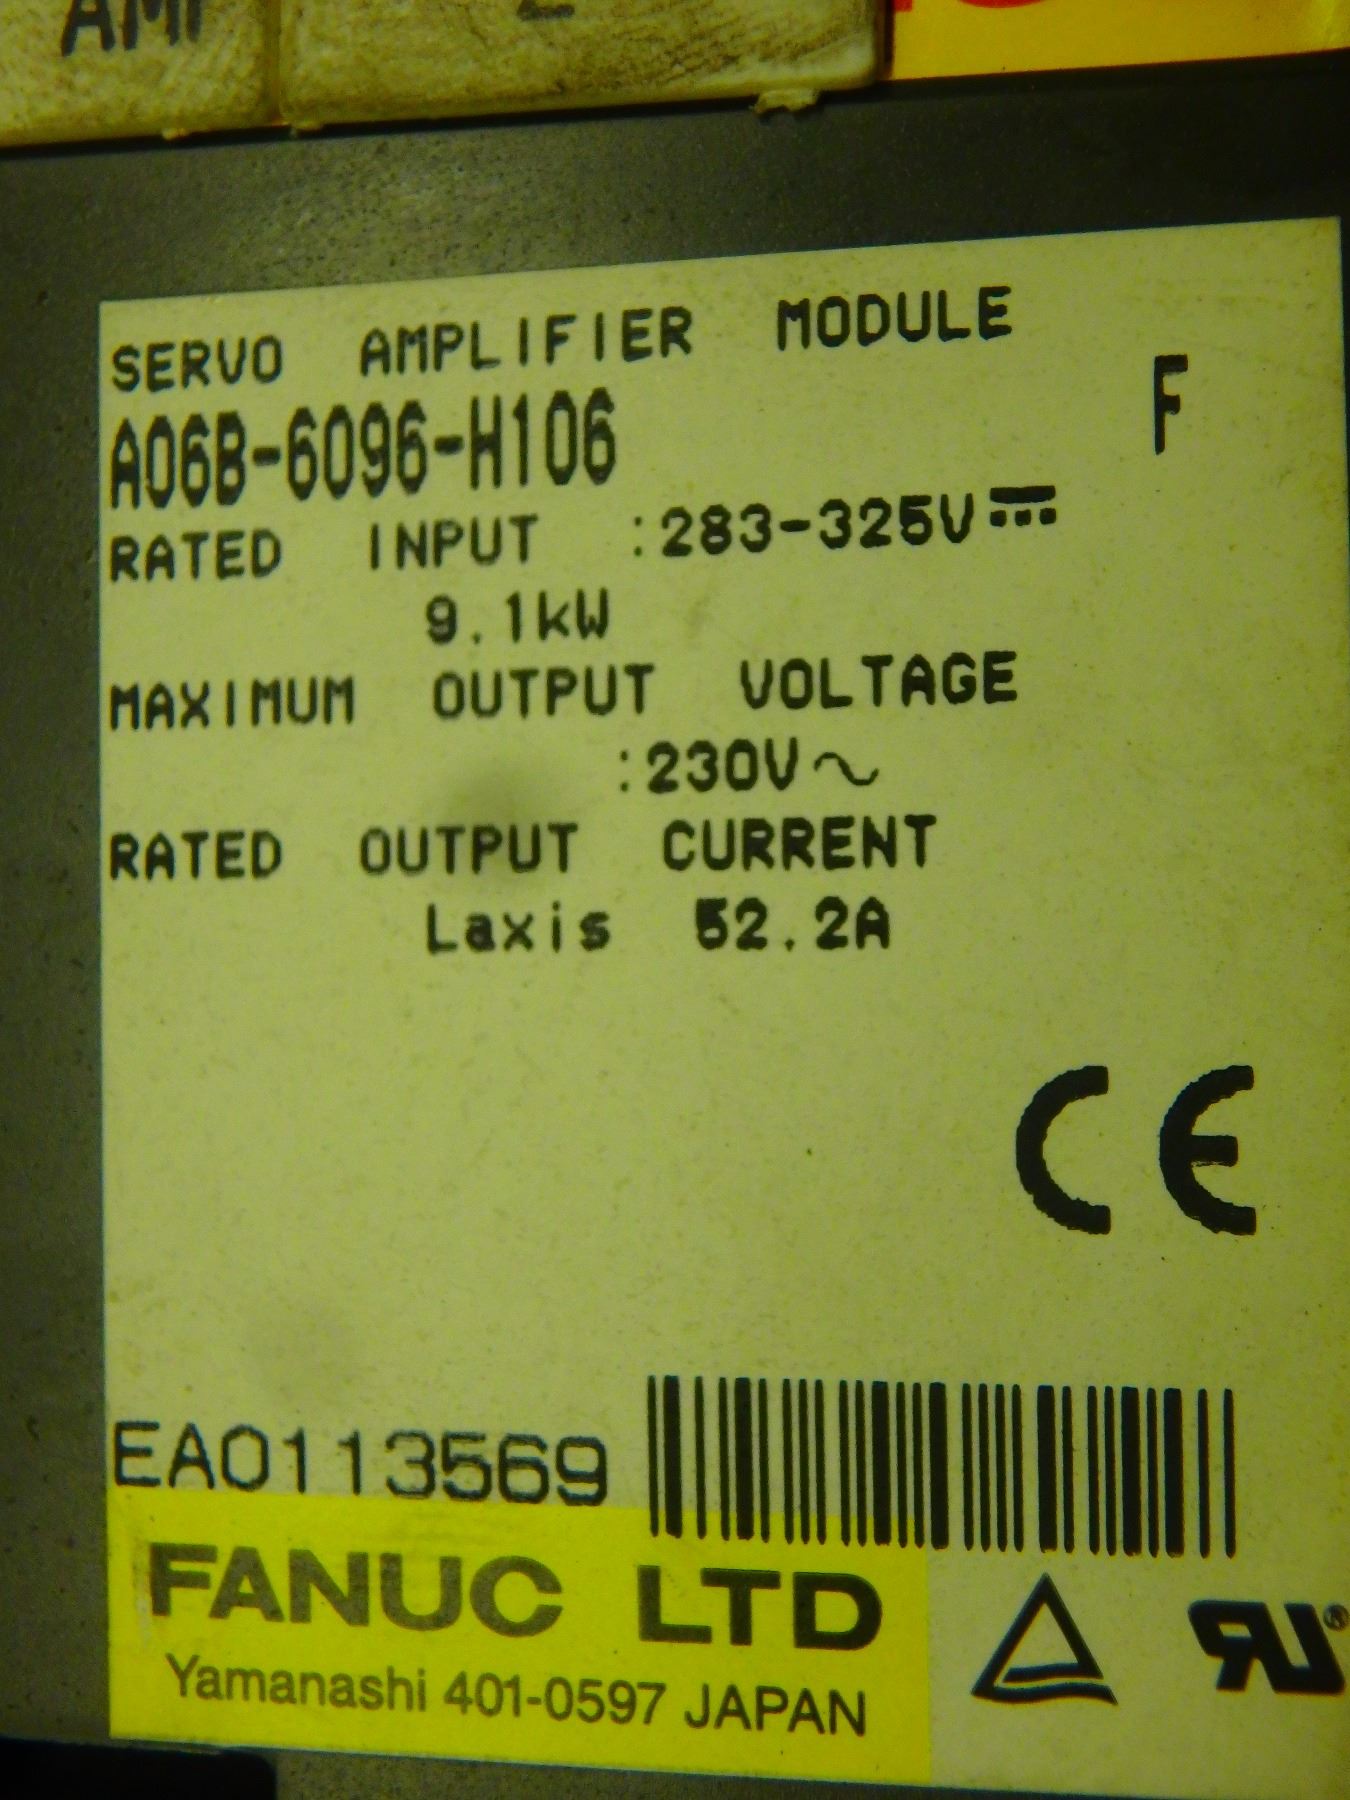 AMP
SERVO AMPLIFIER MODULE
F
A06B-6096-H106
RATED INPUT :283-325V⎓
9.1kW
MAXIMUM OUTPUT VOLTAGE
:230V～
RATED OUTPUT CURRENT
Laxis 52.2A
CE
EA0113569
FANUC LTD
Yamanashi 401-0597 JAPAN